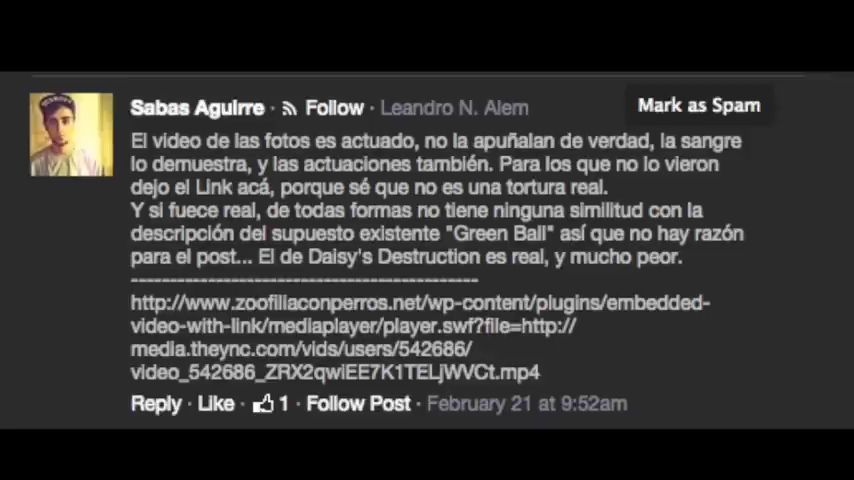 Sabas Aguirre · Follow · Leandro N. Alem
Mark as Spam
El video de las fotos es actuado, no la apuñalan de verdad, la sangre
lo demuestra, y las actuaciones también. Para los que no lo vieron
dejo el Link acá, porque sé que no es una tortura real.
Y si fuece real, de todas formas no tiene ninguna similitud con la
descripción del supuesto existente "Green Ball" así que no hay razón
para el post... El de Daisy's Destruction es real, y mucho peor.
-----------------------------------------------
http://www.zoofiliaconperros.net/wp-content/plugins/embedded-
video-with-link/mediaplayer/player.swf?file=http://
media.theync.com/vids/users/542686/
video_542686_ZRX2qwiEE7K1TELjWVCt.mp4
Reply · Like · 1 · Follow Post · February 21 at 9:52am